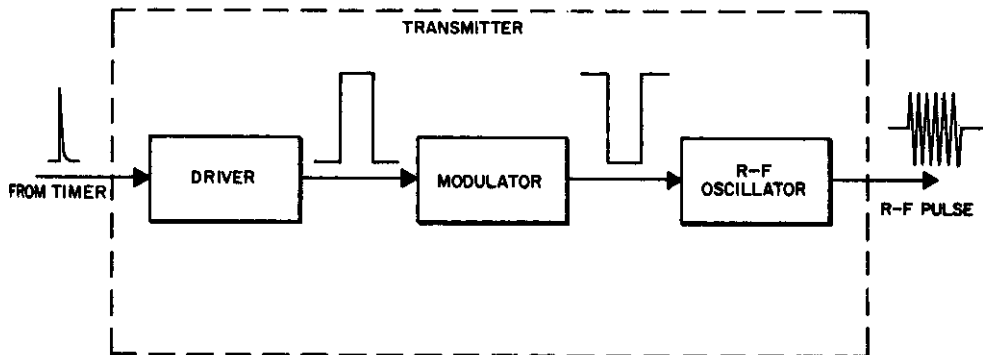 TRANSMITTER
FROM TIMER
DRIVER
MODULATOR
R-F
OSCILLATOR
R-F PULSE